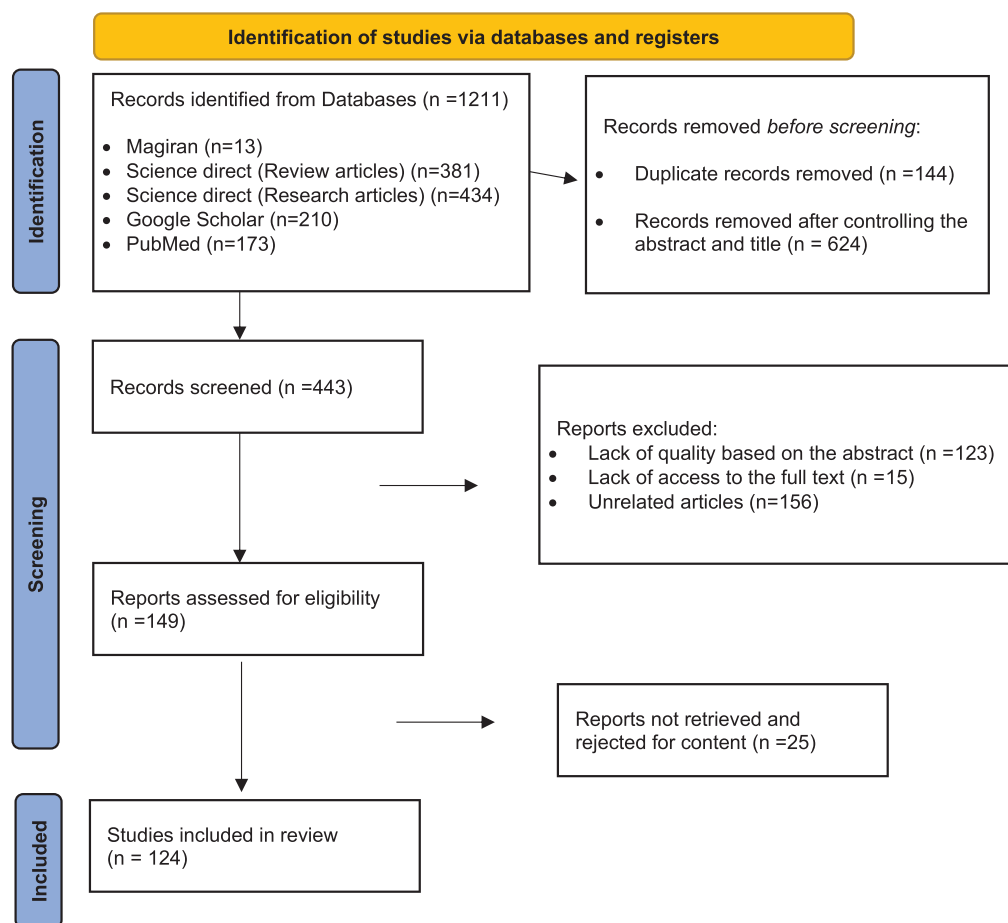 Identification of studies via databases and registers
Identification
Records identified from Databases (n =1211)
• Magiran (n=13)
• Science direct (Review articles) (n=381)
• Science direct (Research articles) (n=434)
• Google Scholar (n=210)
• PubMed (n=173)
Records removed before screening:
• Duplicate records removed (n =144)
• Records removed after controlling the
abstract and title (n = 624)
Screening
Records screened (n =443)
Reports excluded:
• Lack of quality based on the abstract (n =123)
• Lack of access to the full text (n =15)
• Unrelated articles (n=156)
Reports assessed for eligibility
(n =149)
Reports not retrieved and
rejected for content (n =25)
Included
Studies included in review
(n = 124)